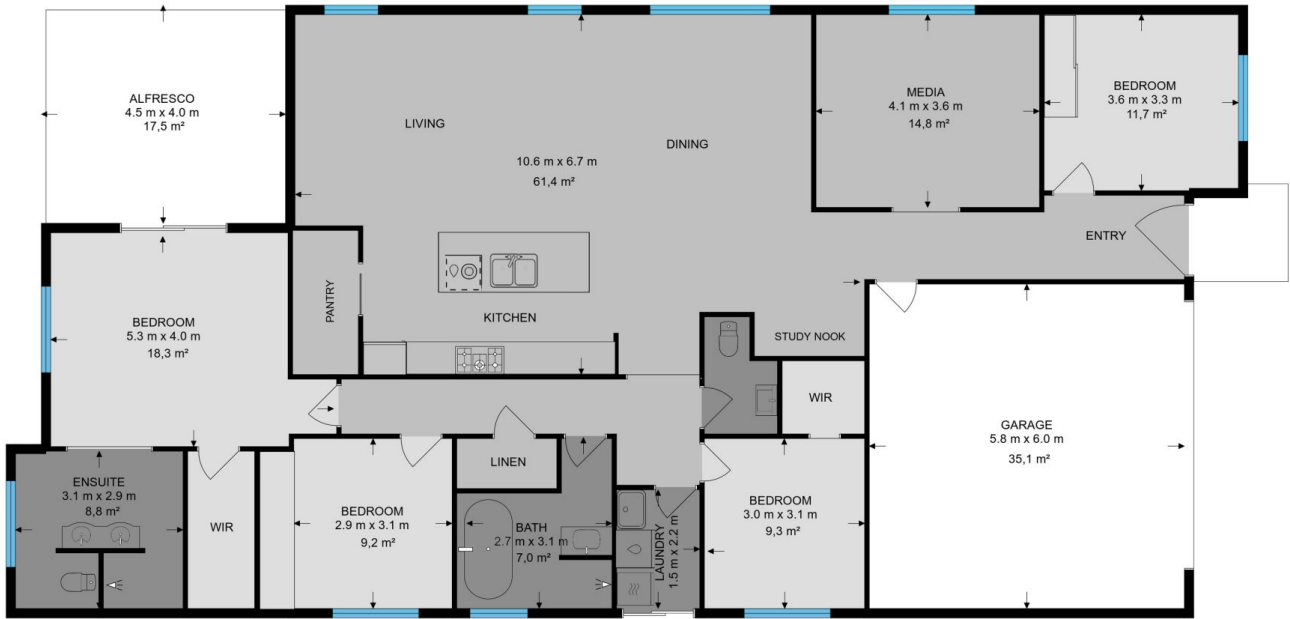 ALFRESCO
4.5 m x 4.0 m
17,5 m²
LIVING
DINING
10.6 m x 6.7 m
61,4 m²
MEDIA
4.1 m x 3.6 m
14,8 m²
BEDROOM
3.6 m x 3.3 m
11,7 m²
ENTRY
PANTRY
KITCHEN
STUDY NOOK
BEDROOM
5.3 m x 4.0 m
18,3 m²
WIR
GARAGE
5.8 m x 6.0 m
35,1 m²
ENSUITE
3.1 m x 2.9 m
8,8 m²
WIR
BEDROOM
2.9 m x 3.1 m
9,2 m²
LINEN
BATH
2.7 m x 3.1 m
7,0 m²
LAUNDRY
1.5 m x 2.2 m
BEDROOM
3.0 m x 3.1 m
9,3 m²